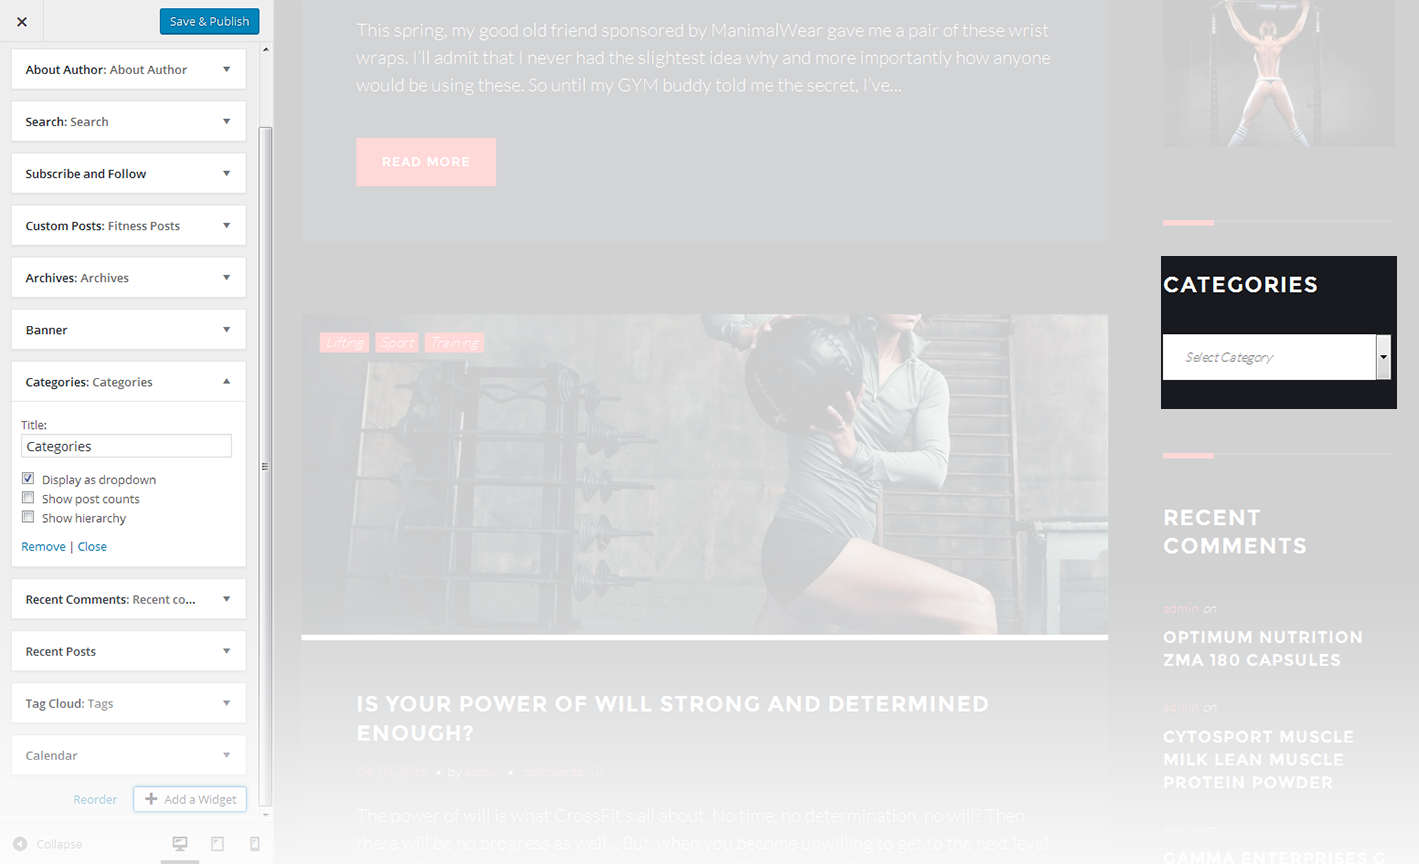 Save & Publish
About Author: About Author
Search: Search
Subscribe and Follow
Custom Posts: Fitness Posts
Archives: Archives
Banner
Categories: Categories
Title:
Categories
Display as dropdown
Show post counts
Show hierarchy
Remove | Close
Recent Comments: Recent co...
Recent Posts
Tag Cloud: Tags
Calendar
Reorder
Add a Widget
Collapse
This spring, my good old friend sponsored by ManimalWear gave me a pair of these wrist
wraps. I'll admit that I never had the slightest idea why and more importantly how anyone
would be using these. So until my GYM buddy told me the secret, I've...
READ MORE
Lifting Sport Training
IS YOUR POWER OF WILL STRONG AND DETERMINED
ENOUGH?
by admin
The power of will is what CrossFit's all about. No time, no determination, no will? Then
there will be no progress as well... But, when you become unwilling to get to the next level
CATEGORIES
Select Category
RECENT
COMMENTS
admin on
OPTIMUM NUTRITION
ZMA 180 CAPSULES
admin on
CYTOSPORT MUSCLE
MILK LEAN MUSCLE
PROTEIN POWDER
admin on
GAMMA ENTERPRISES C